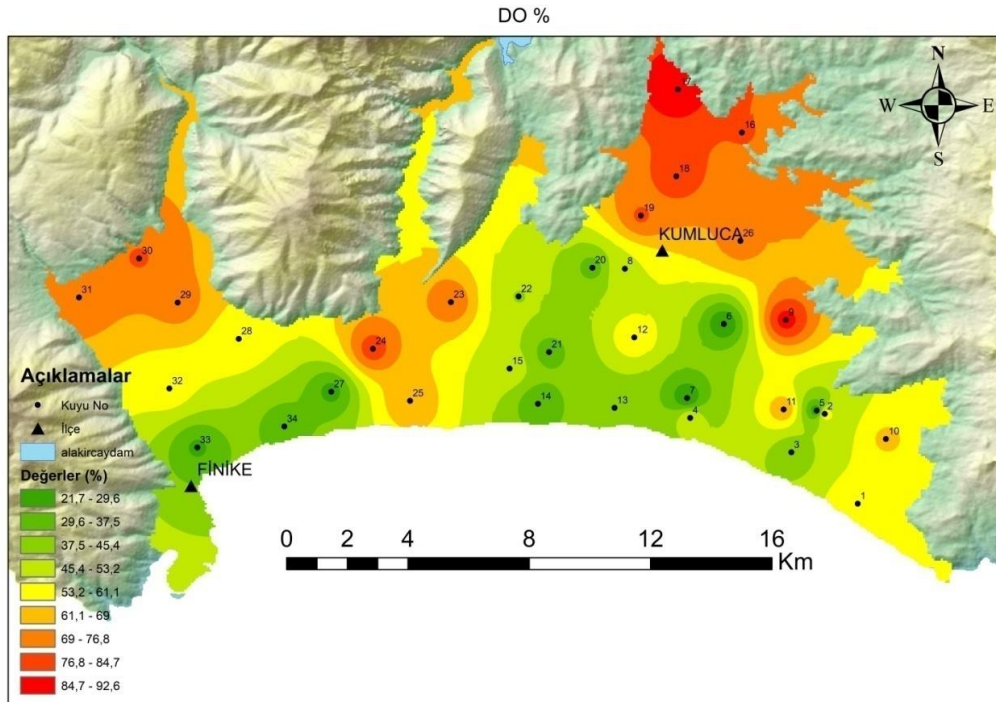 DO %
N
W E
S
17
16
18
19
KUMLUCA
26
30
31
29
28
32
23
24
25
22
20
8
21
15
14
12
13
6
7
4
9
11
5
2
3
10
1
27
34
33
FİNİKE
Açıklamalar
Kuyu No
İlçe
alakircaydam
Değerler (%)
21,7 - 29,6
29,6 - 37,5
37,5 - 45,4
45,4 - 53,2
53,2 - 61,1
61,1 - 69
69 - 76,8
76,8 - 84,7
84,7 - 92,6
0 2 4 8 12 16
Km